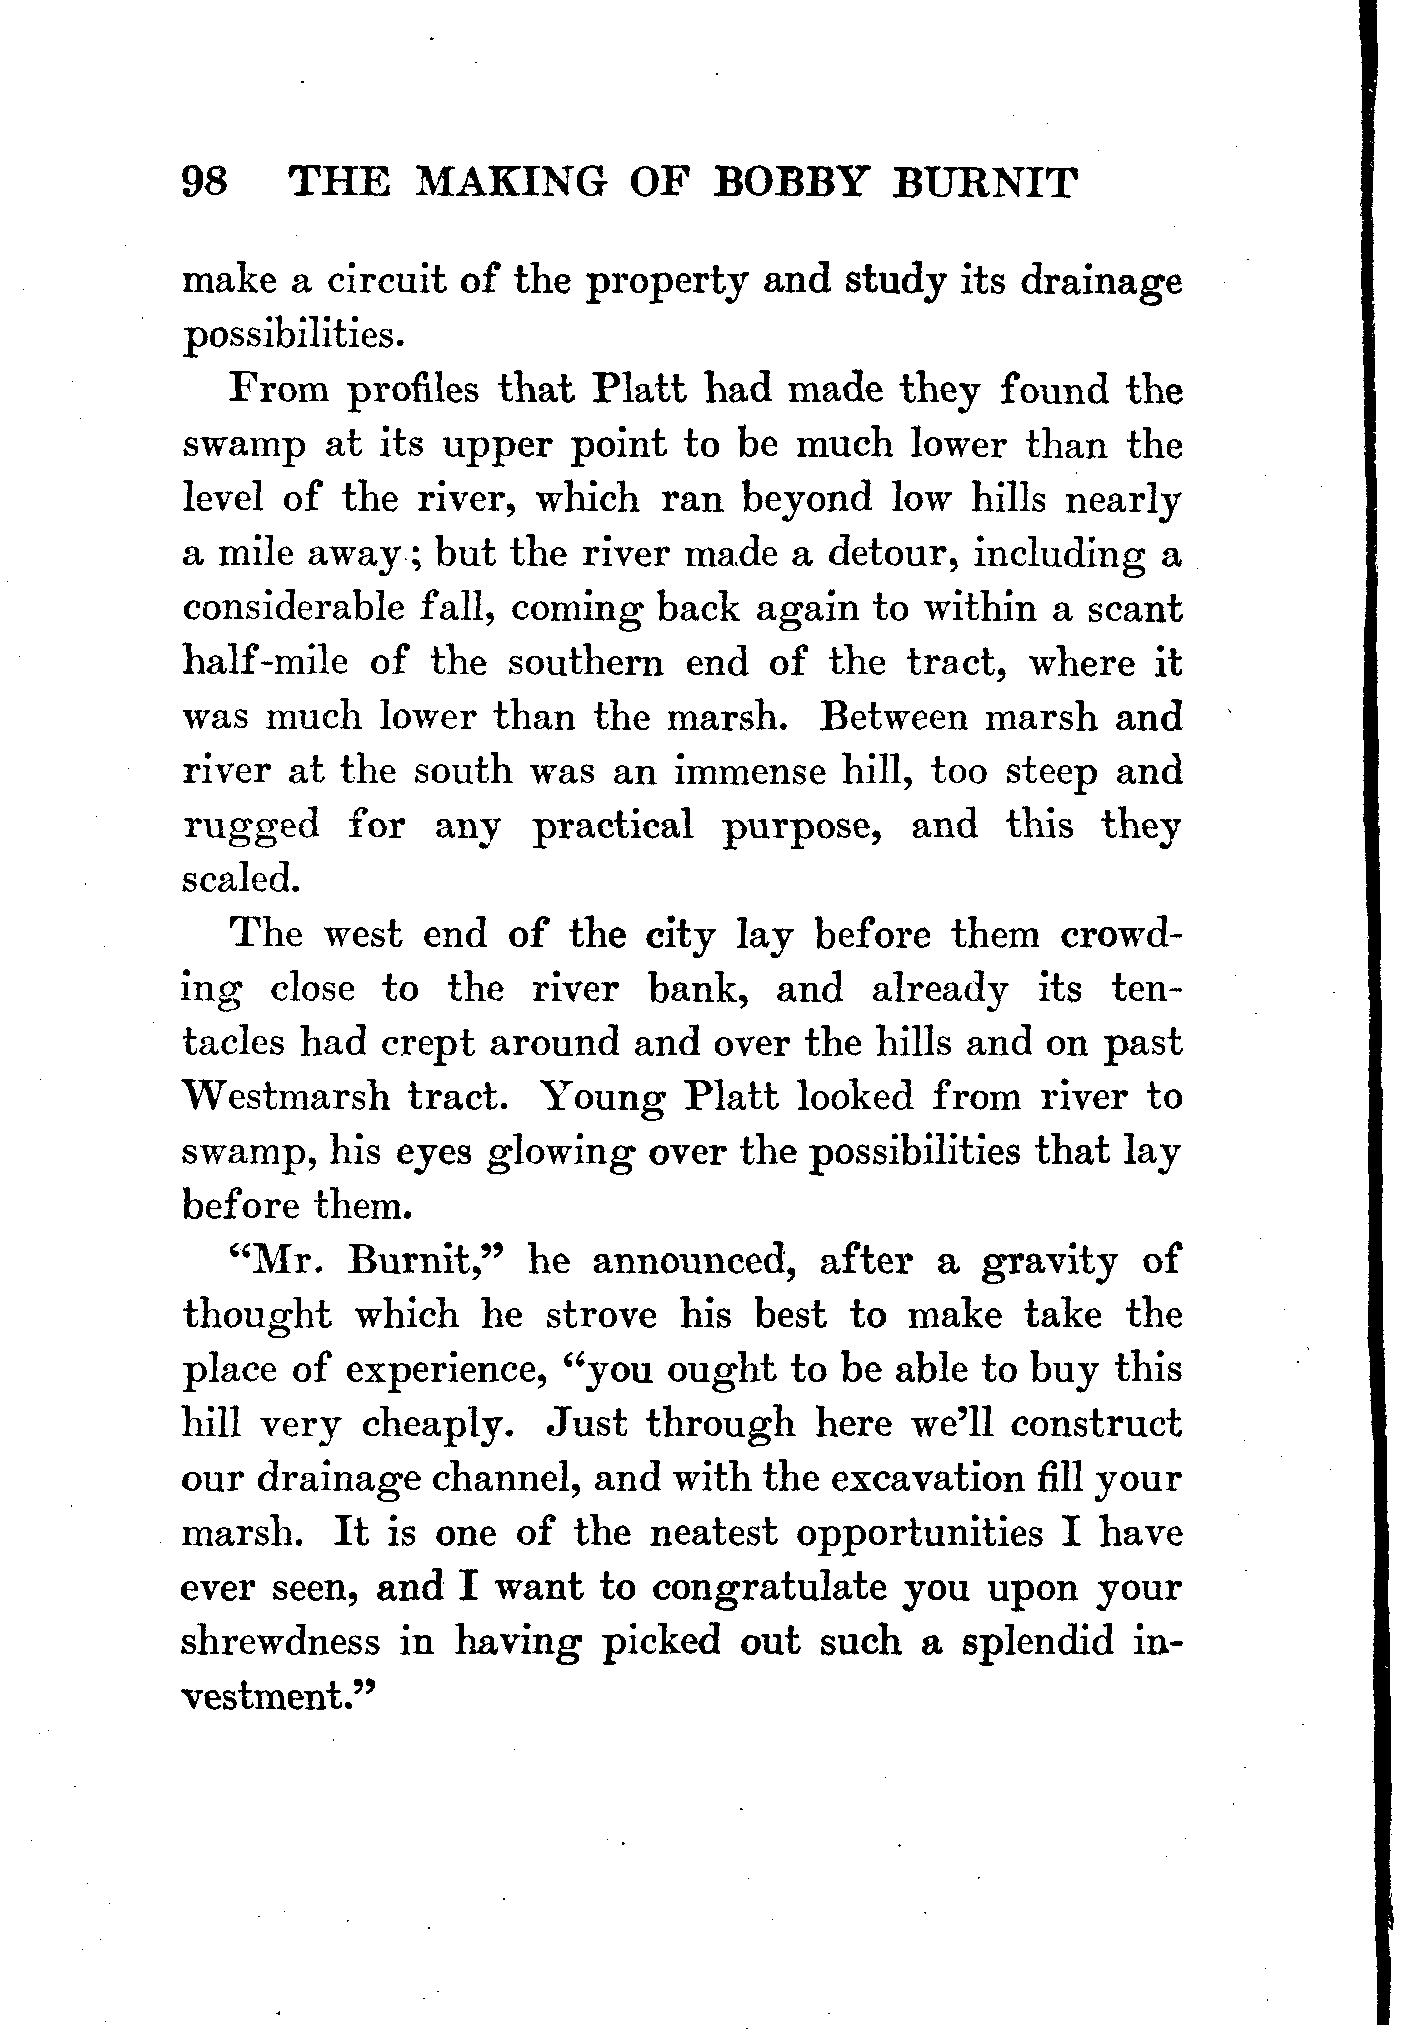 98 THE MAKING OF BOBBY BURNIT
make a circuit of the property and study its drainage
possibilities.
From profiles that Platt had made they found the
swamp at its upper point to be much lower than the
level of the river, which ran beyond low hills nearly
a mile away; but the river made a detour, including a
considerable fall, coming back again to within a scant
half-mile of the southern end of the tract, where it
was much lower than the marsh. Between marsh and
river at the south was an immense hill, too steep and
rugged for any practical purpose, and this they
scaled.
The west end of the city lay before them crowd-
ing close to the river bank, and already its ten-
tacles had crept around and over the hills and on past
Westmarsh tract. Young Platt looked from river to
swamp, his eyes glowing over the possibilities that lay
before them.
“Mr. Burnit,” he announced, after a gravity of
thought which he strove his best to make take the
place of experience, “you ought to be able to buy this
hill very cheaply. Just through here we’ll construct
our drainage channel, and with the excavation fill your
marsh. It is one of the neatest opportunities I have
ever seen, and I want to congratulate you upon your
shrewdness in having picked out such a splendid in-
vestment.”